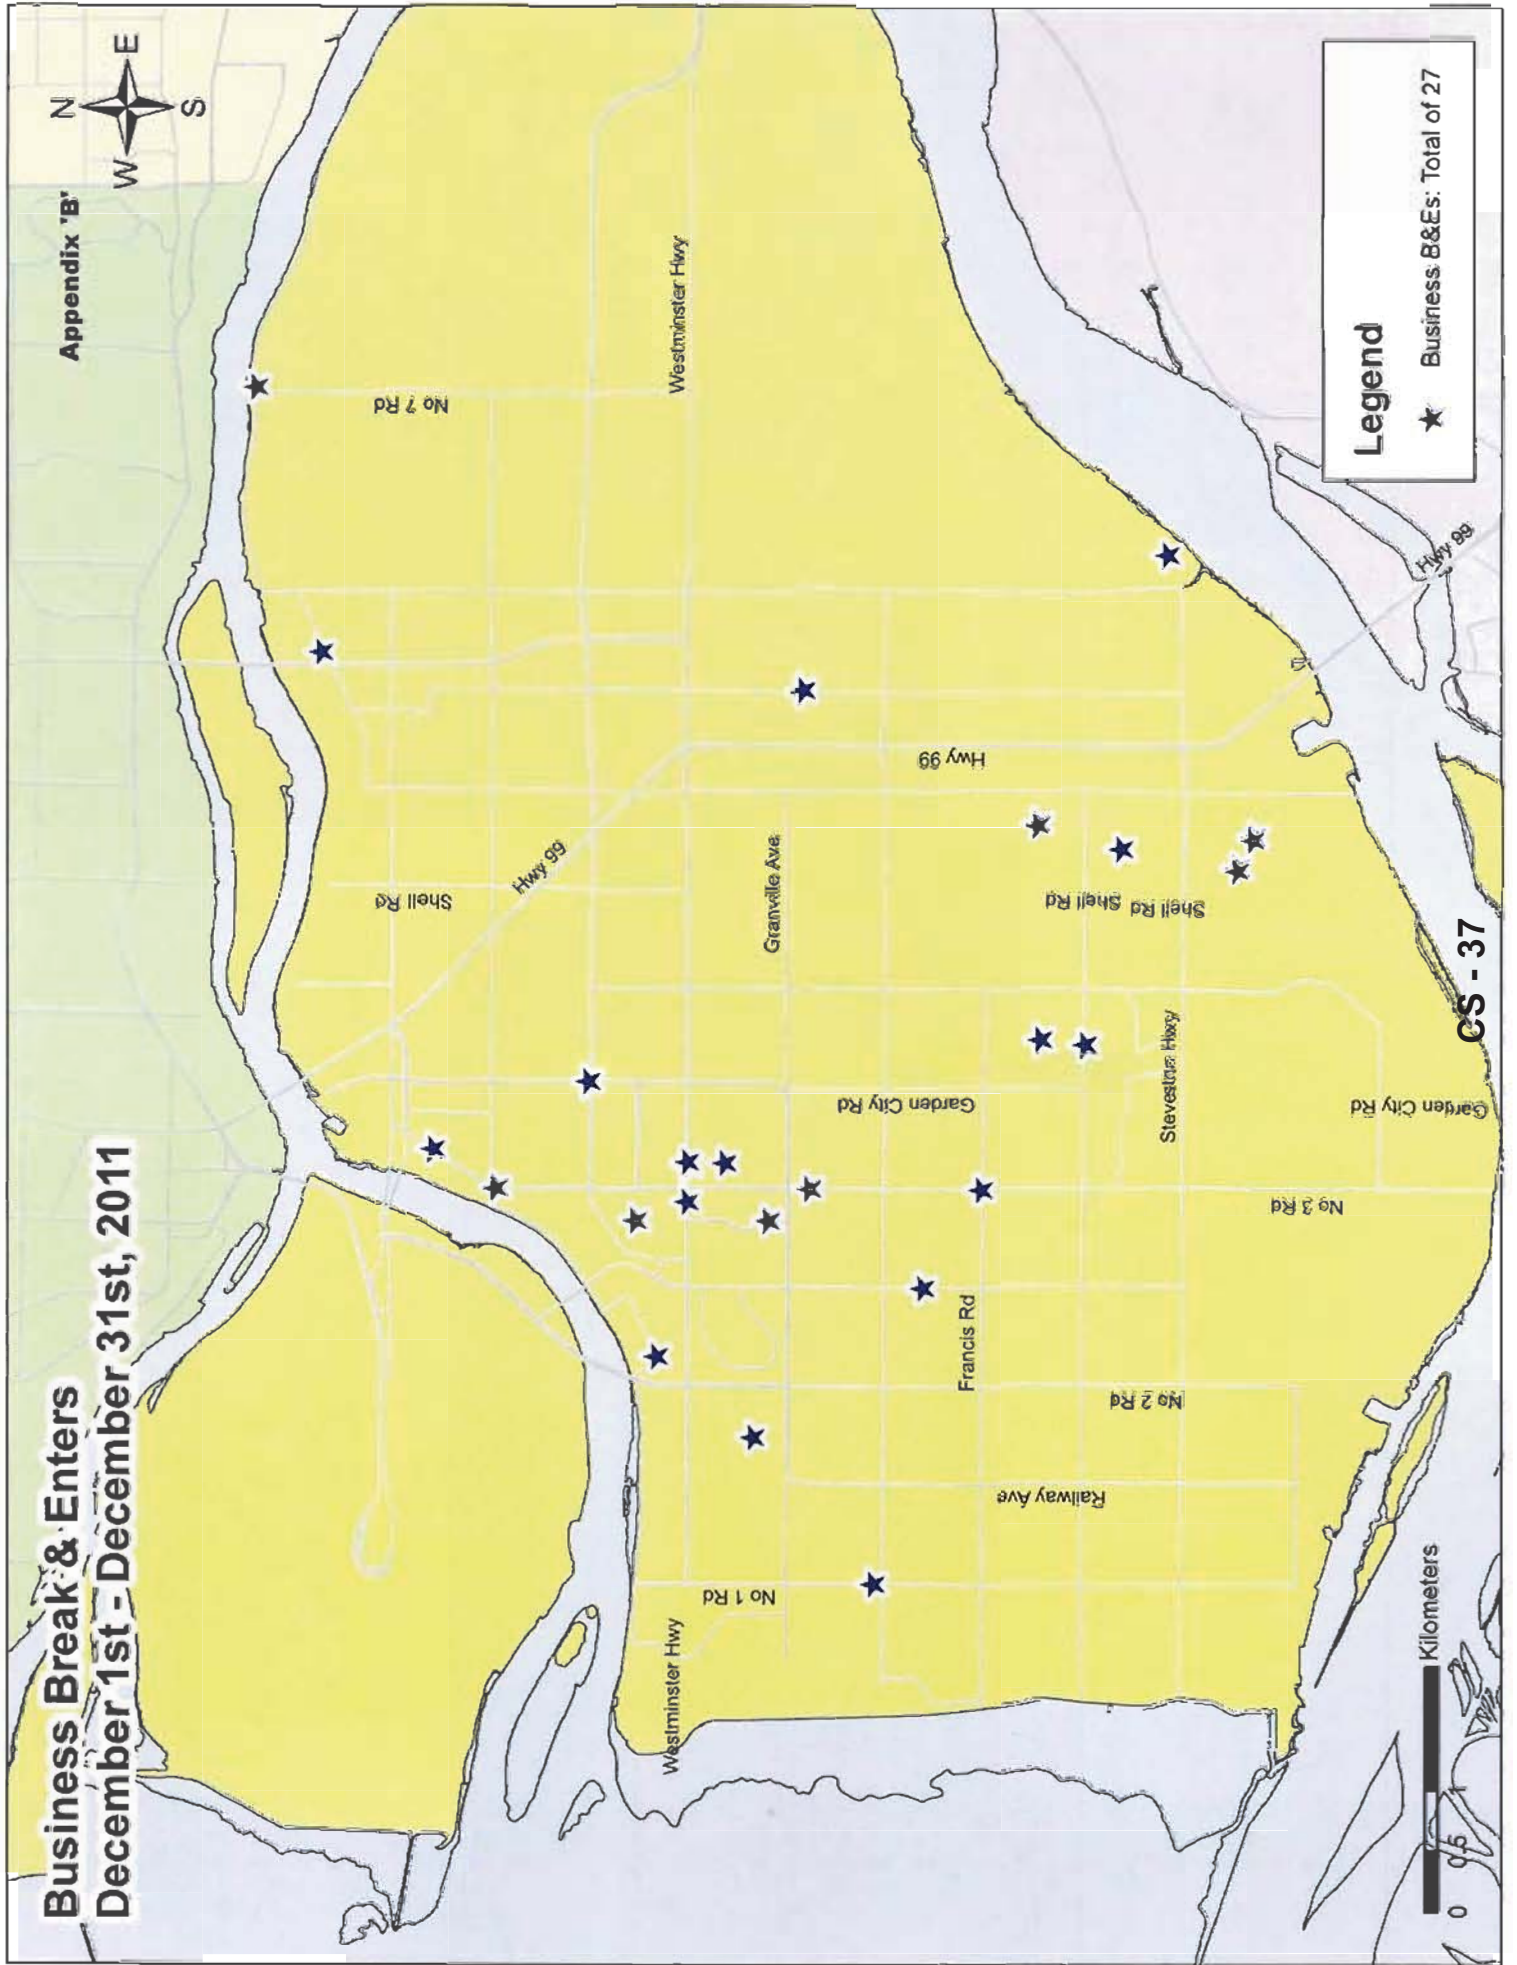 Business Break & Enters
December 1st - December 31st, 2011
Appendix 'B'
N
W
E
S
No 7 Rd
Westminster Hwy
Shell Rd
Hwy 99
Hwy 99
Granville Ave
Shell Rd
Shell Rd
Garden City Rd
Stevestno Hwy
Garden City Rd
No 3 Rd
Francis Rd
No 2 Rd
Railway Ave
No 1 Rd
Westminster Hwy
Hwy 99
Legend
Business B&Es: Total of 27
0 0.5 1
Kilometers
CS - 37